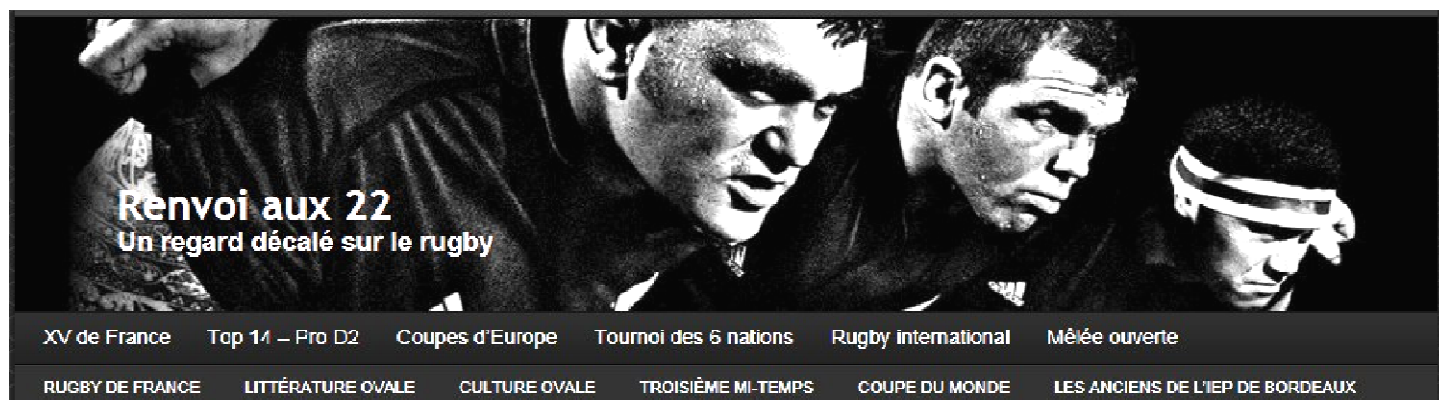 Renvoi aux 22
Un regard décalé sur le rugby
XV de France Top 14 – Pro D2 Coupes d'Europe Tournoi des 6 nations Rugby international Mêlée ouverte
RUGBY DE FRANCE LITTÉRATURE OVALE CULTURE OVALE TROISIÈME MI-TEMPS COUPE DU MONDE LES ANCIENS DE L'IEP DE BORDEAUX